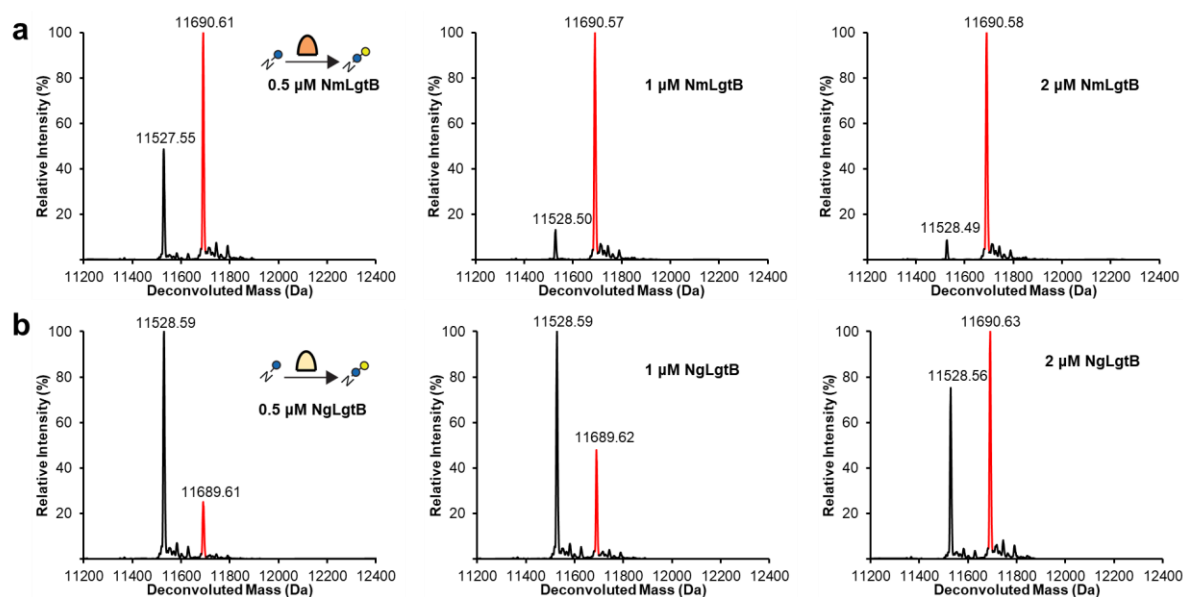 a
11690.61
100
80
60
40
20
Relative Intensity (%)
11527.55
N
0.5 µM NmLgtB
11200 11400 11600 11800 12000 12200 12400
Deconvoluted Mass (Da)
11690.57
100
80
60
40
20
Relative Intensity (%)
11528.50
1 µM NmLgtB
11200 11400 11600 11800 12000 12200 12400
Deconvoluted Mass (Da)
11690.58
100
80
60
40
20
Relative Intensity (%)
11528.49
2 µM NmLgtB
11200 11400 11600 11800 12000 12200 12400
Deconvoluted Mass (Da)
b
11528.59
100
80
60
40
20
Relative Intensity (%)
11689.61
N
N
0.5 µM NgLgtB
11200 11400 11600 11800 12000 12200 12400
Deconvoluted Mass (Da)
11528.59
100
80
60
40
20
Relative Intensity (%)
11689.62
1 µM NgLgtB
11200 11400 11600 11800 12000 12200 12400
Deconvoluted Mass (Da)
11690.63
100
80
60
40
20
Relative Intensity (%)
11528.56
2 µM NgLgtB
11200 11400 11600 11800 12000 12200 12400
Deconvoluted Mass (Da)